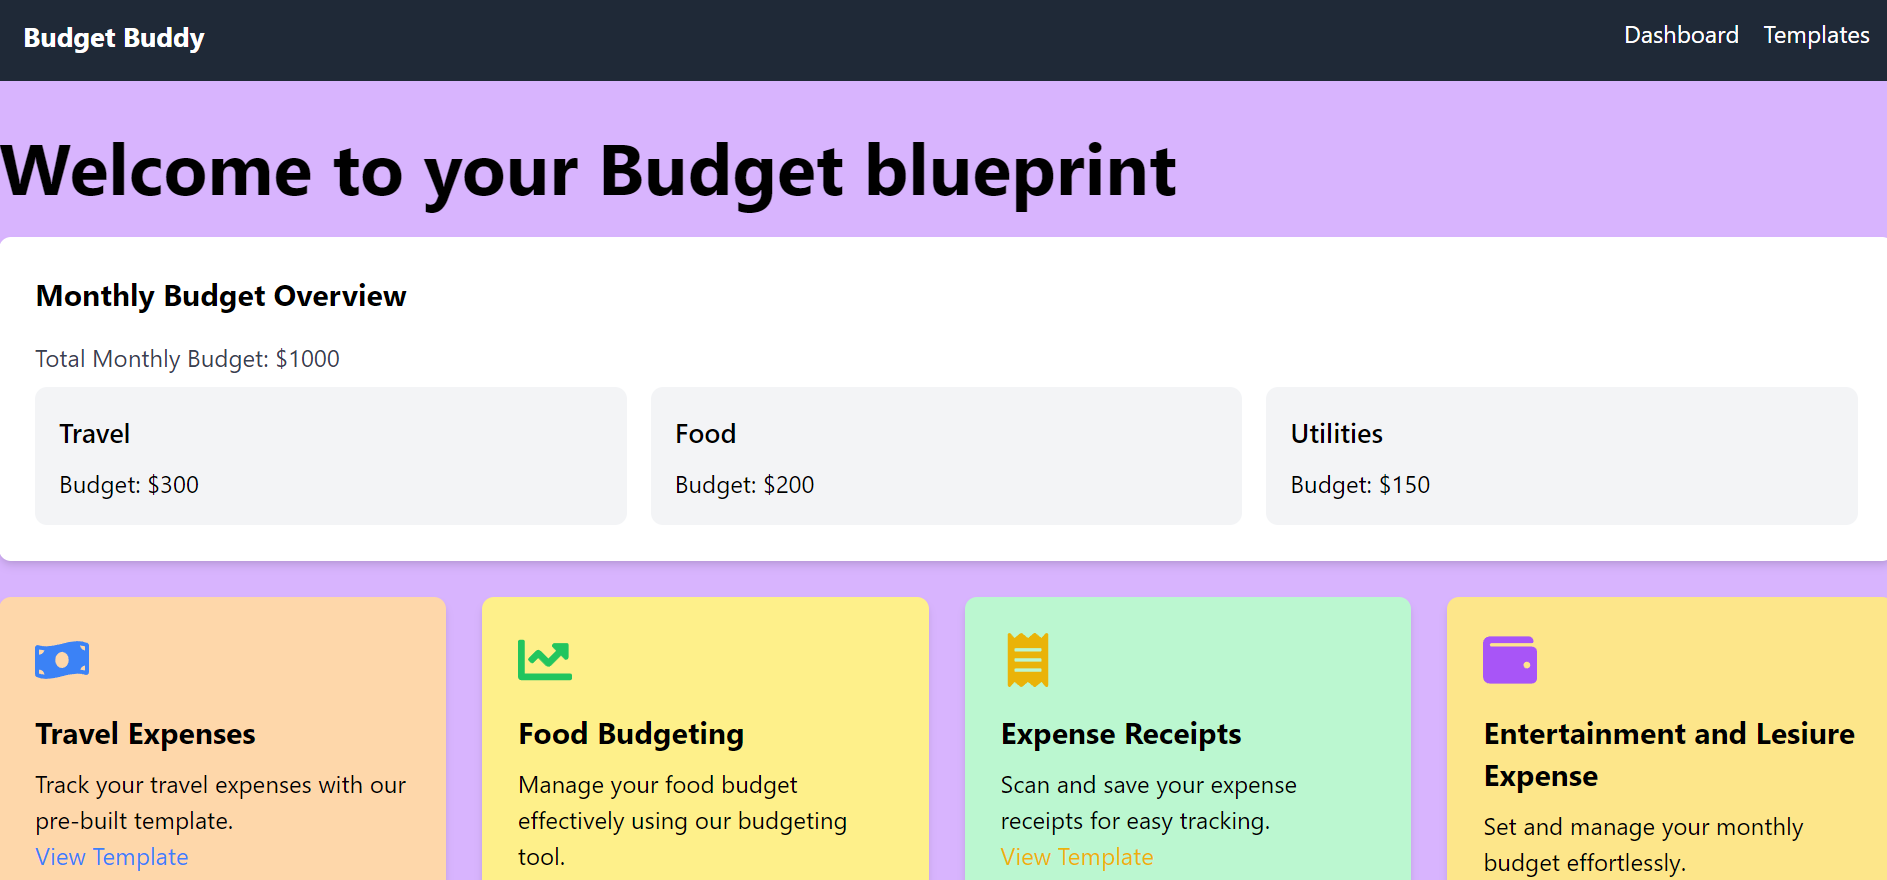 Budget Buddy
Dashboard Templates
Welcome to your Budget blueprint
Monthly Budget Overview
Total Monthly Budget: $1000
Travel
Budget: $300
Food
Budget: $200
Utilities
Budget: $150
Travel Expenses
Track your travel expenses with our
pre-built template.
View Template
Food Budgeting
Manage your food budget
effectively using our budgeting
tool.
Expense Receipts
Scan and save your expense
receipts for easy tracking.
View Template
Entertainment and Lesiure
Expense
Set and manage your monthly
budget effortlessly.